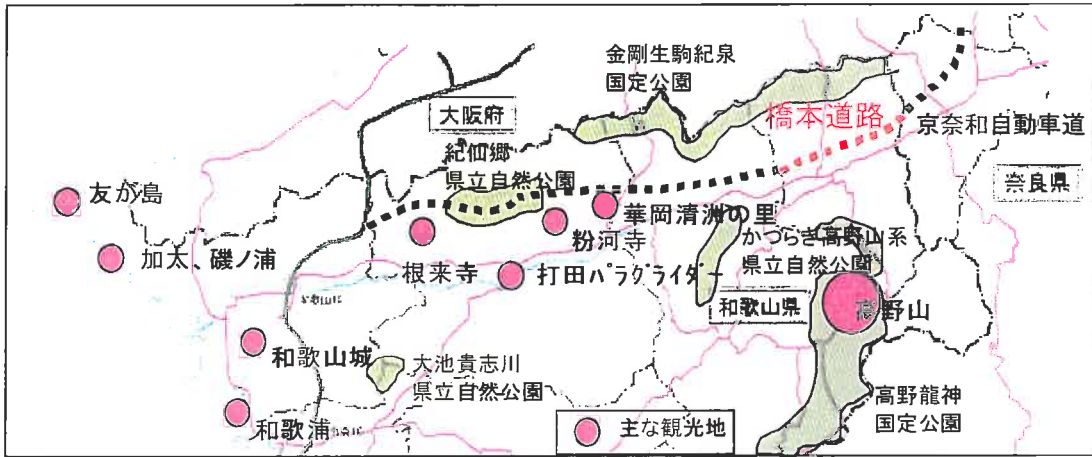 金剛生駒紀泉
国定公園
大阪府
橋本道路
京奈和自動車道
紀仙郷
県立自然公園
奈良県
友が島
華岡清洲の里
粉河寺
加太、磯ノ浦
かつらぎ高野山系
県立自然公園
根来寺
打田パラグライダー
和歌山県
高野山
和歌山城
大池貴志川
県立自然公園
高野龍神
国定公園
和歌浦
主な観光地